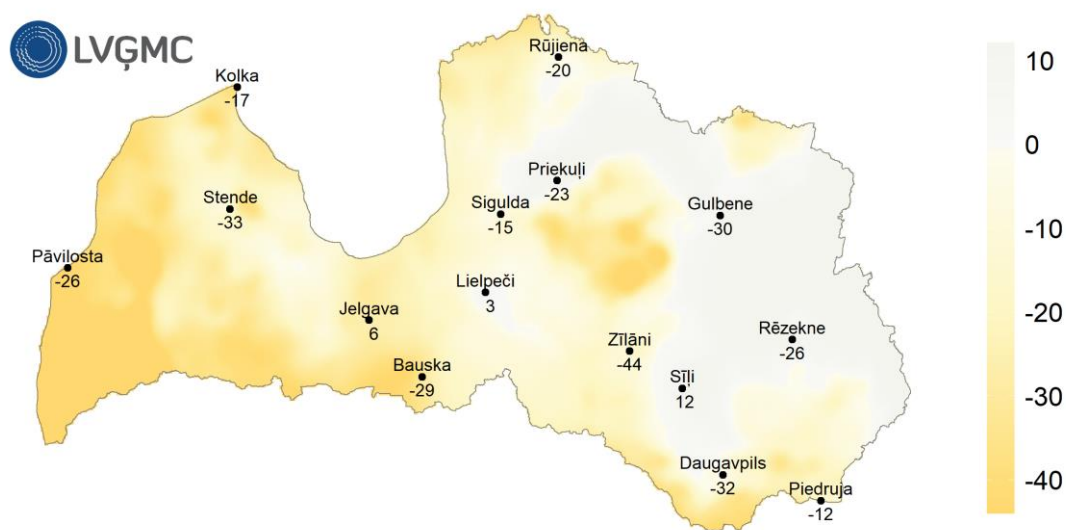 LVĢMC
Rūjiena
-20
Kolka
-17
Priekuļi
-23
Stende
-33
Sigulda
-15
Gulbene
-30
Pāvilosta
-26
Lielpeči
3
Jelgava
6
Zīlāni
-44
Rēzekne
-26
Bauska
-29
Sīļi
12
Daugavpils
-32
Piedruja
-12
10
0
-10
-20
-30
-40